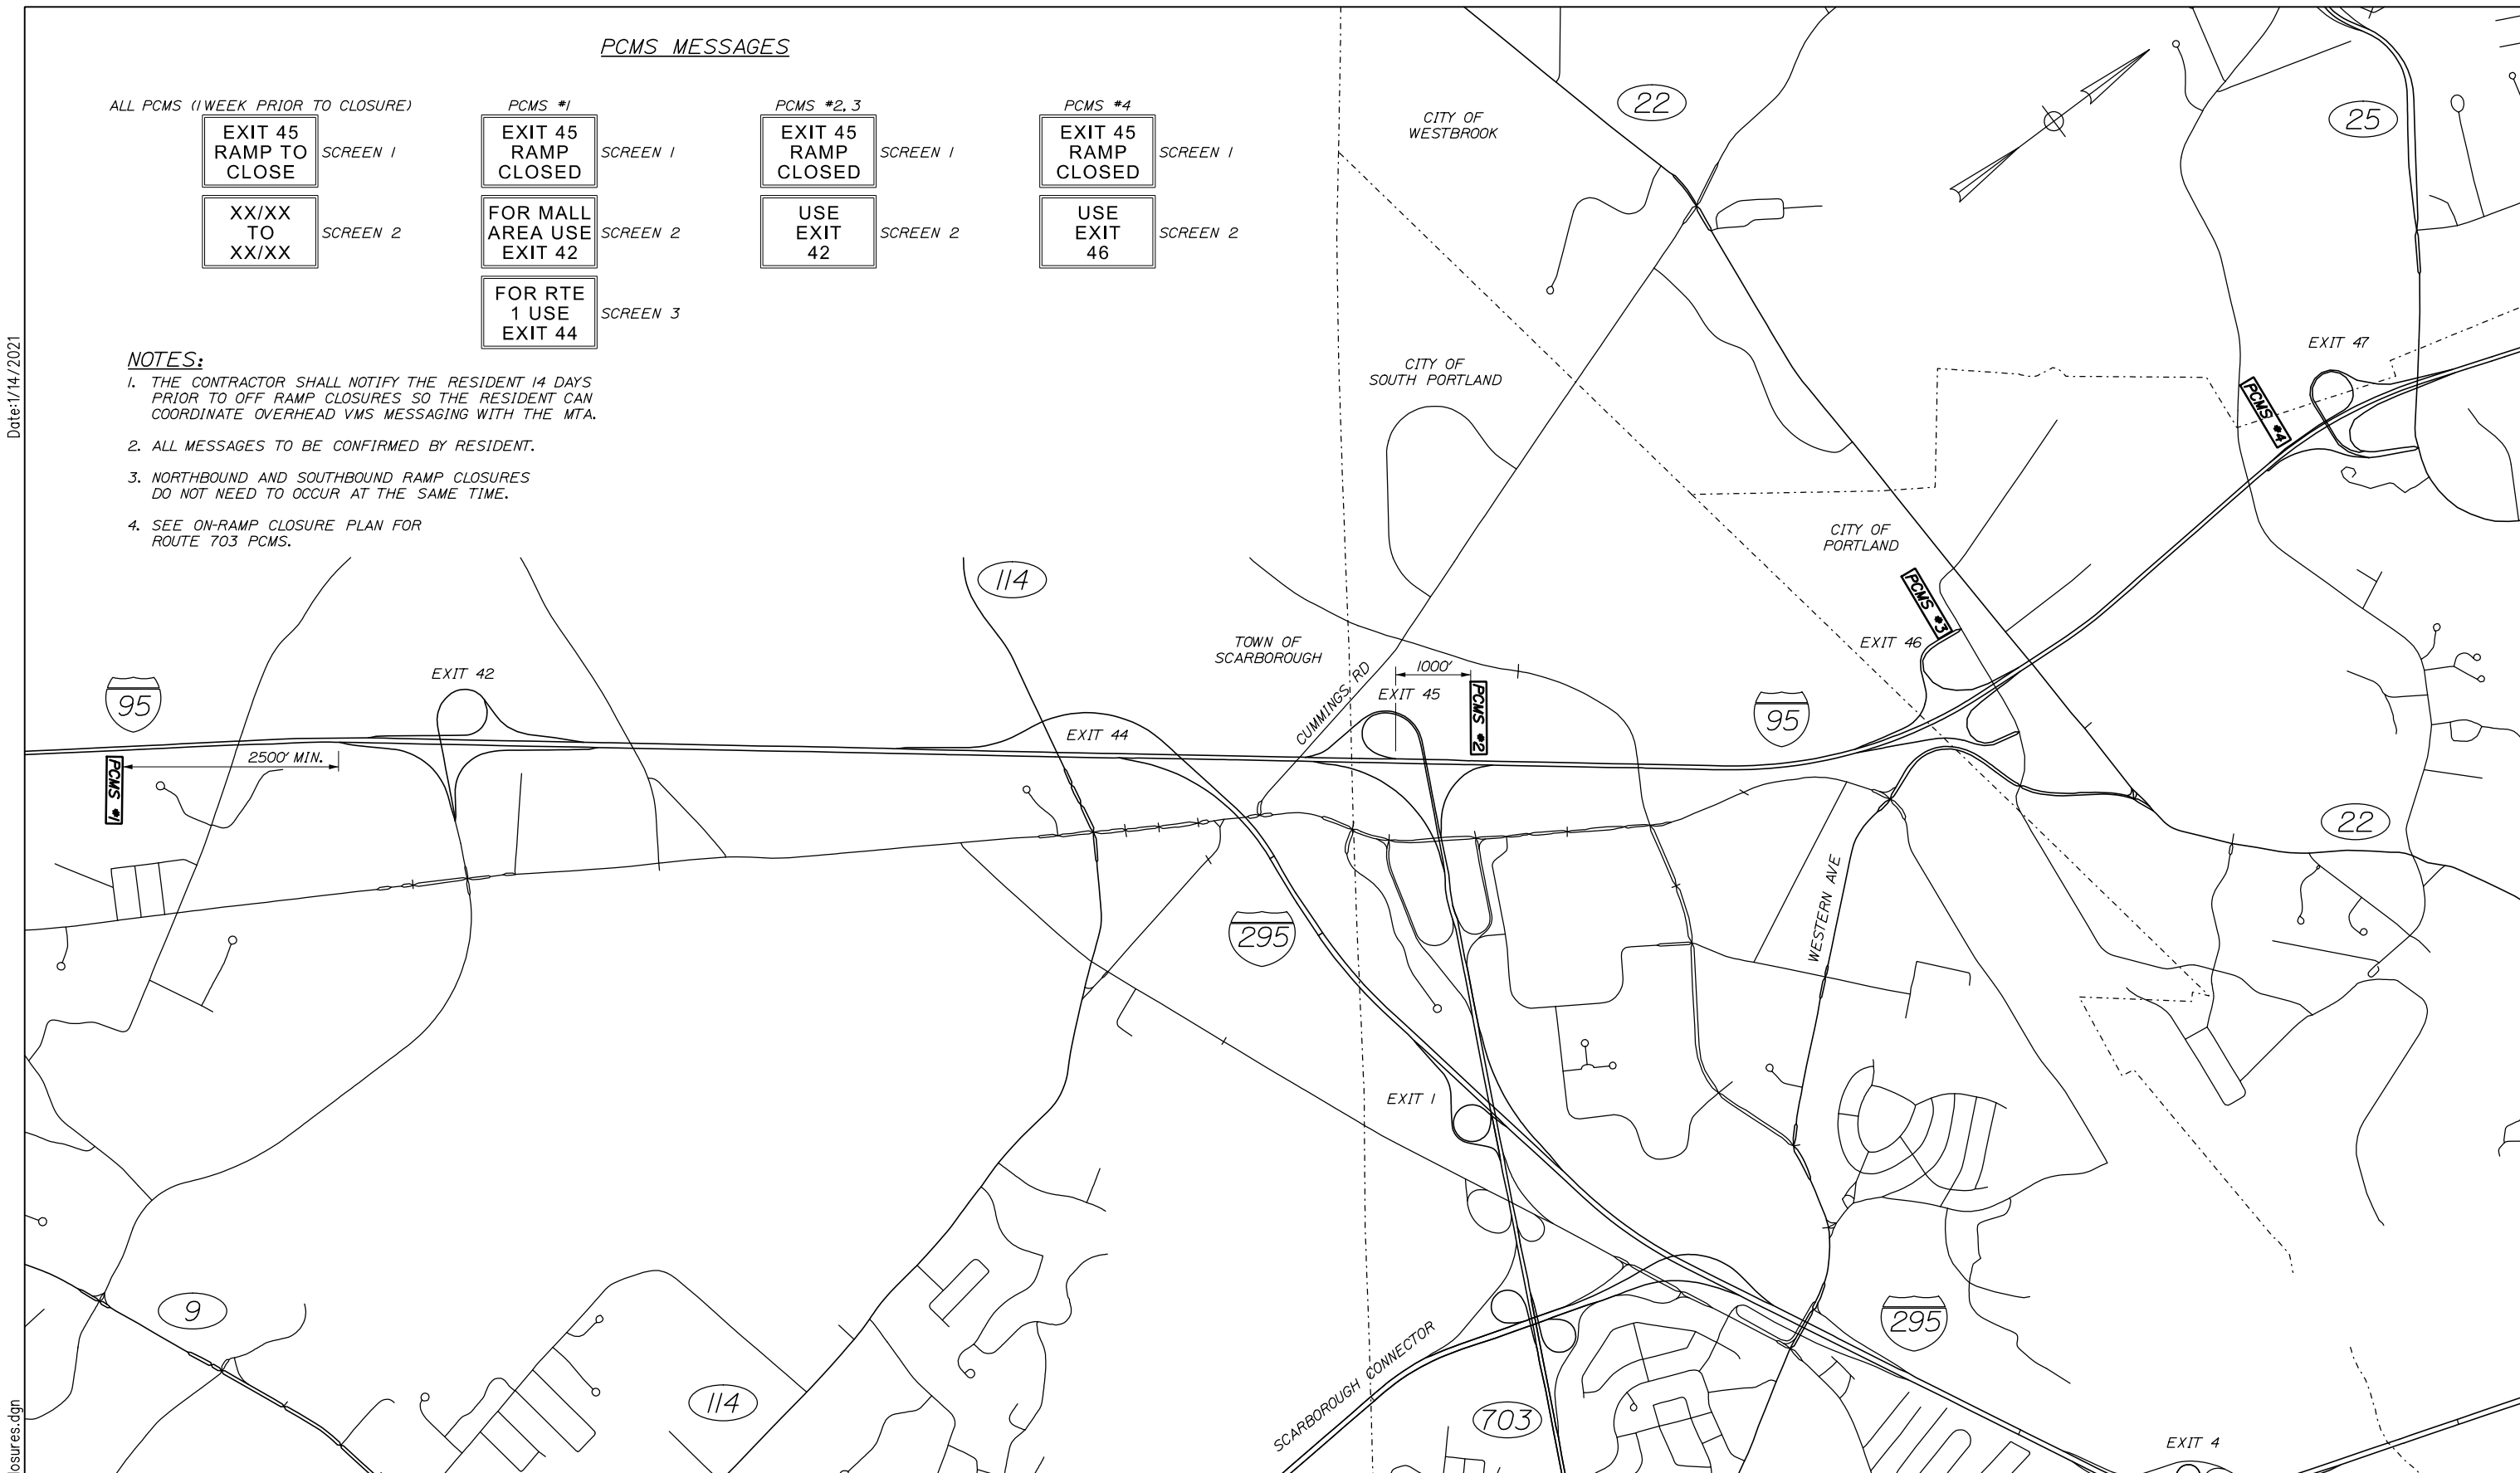 PCMS MESSAGES
ALL PCMS (1 WEEK PRIOR TO CLOSURE)
EXIT 45
RAMP TO
CLOSE
SCREEN 1
XX/XX
TO
XX/XX
SCREEN 2
PCMS #1
EXIT 45
RAMP
CLOSED
SCREEN 1
FOR MALL
AREA USE
EXIT 42
SCREEN 2
FOR RTE
1 USE
EXIT 44
SCREEN 3
PCMS #2, 3
EXIT 45
RAMP
CLOSED
SCREEN 1
USE
EXIT
42
SCREEN 2
PCMS #4
EXIT 45
RAMP
CLOSED
SCREEN 1
USE
EXIT
46
SCREEN 2
NOTES:
1. THE CONTRACTOR SHALL NOTIFY THE RESIDENT 14 DAYS
PRIOR TO OFF RAMP CLOSURES SO THE RESIDENT CAN
COORDINATE OVERHEAD VMS MESSAGING WITH THE MTA.
2. ALL MESSAGES TO BE CONFIRMED BY RESIDENT.
3. NORTHBOUND AND SOUTHBOUND RAMP CLOSURES
DO NOT NEED TO OCCUR AT THE SAME TIME.
4. SEE ON-RAMP CLOSURE PLAN FOR
ROUTE 703 PCMS.
Date:1/14/2021
losures.dgn
CITY OF
WESTBROOK
22
25
CITY OF
SOUTH PORTLAND
EXIT 47
PCMS #4
CITY OF
PORTLAND
PCMS #3
EXIT 46
114
TOWN OF
SCARBOROUGH
CUMMINGS RD
1000'
EXIT 45
PCMS #2
95
EXIT 42
95
EXIT 44
2500' MIN.
PCMS #1
22
WESTERN AVE
295
EXIT 1
9
295
SCARBOROUGH CONNECTOR
114
703
EXIT 4